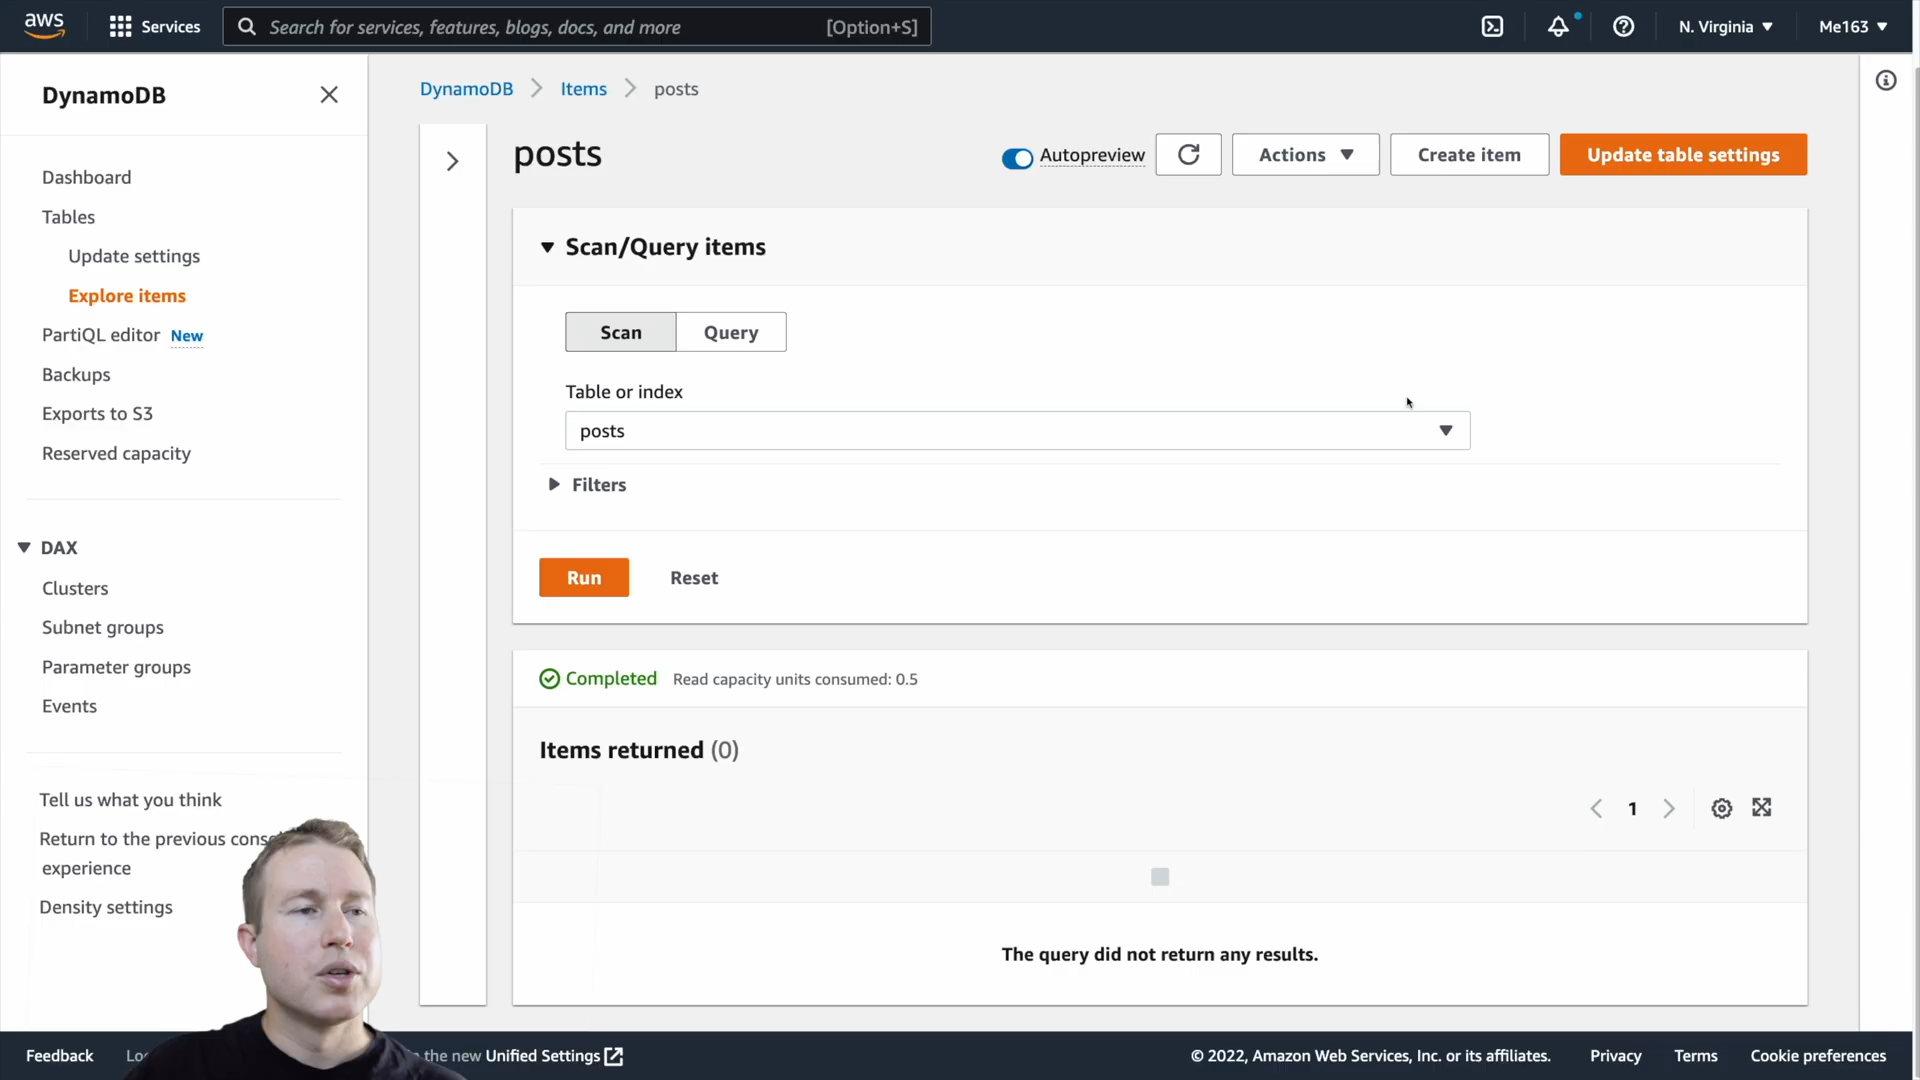 aws
Services
Search for services, features, blogs, docs, and more
[Option+S]
N. Virginia
Me163
DynamoDB
Dashboard
Tables
Update settings
Explore items
PartiQL editor New
Backups
Exports to S3
Reserved capacity
DAX
Clusters
Subnet groups
Parameter groups
Events
Tell us what you think
Return to the previous
experience
Density settings
DynamoDB
Items
posts
posts
Autopreview
Actions
Create item
Update table settings
Scan/Query items
Scan
Query
Table or index
posts
Filters
Run
Reset
Completed
Read capacity units consumed: 0.5
Items returned (0)
1
The query did not return any results.
Feedback
the new Unified Settings
© 2022, Amazon Web Services, Inc. or its affiliates.
Privacy
Terms
Cookie preferences